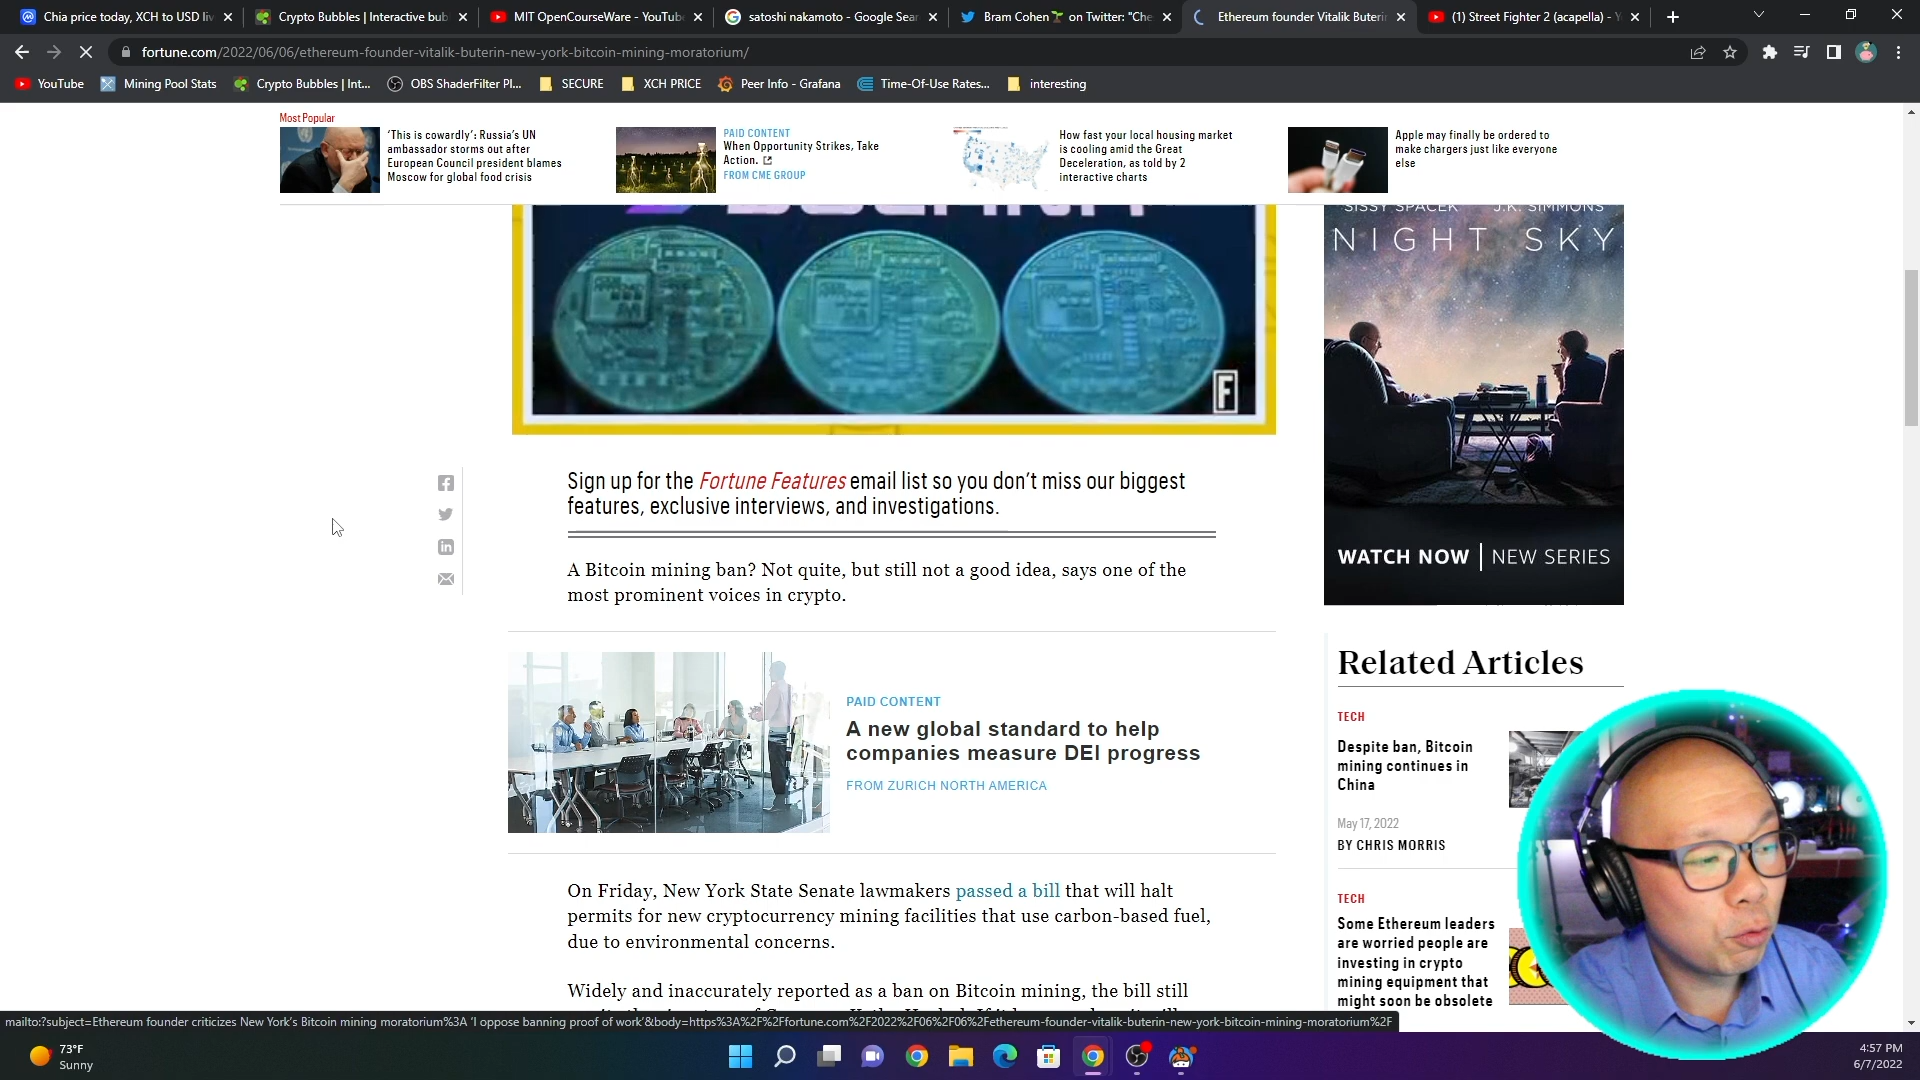 Chia price today, XCH to USD liv
Crypto Bubbles | Interactive bub
MIT OpenCourseWare - YouTube
satoshi nakamoto - Google Sear
Bram Cohen🌱 on Twitter: "Che
Ethereum founder Vitalik Buterin
(1) Street Fighter 2 (acapella) - Y
fortune.com/2022/06/06/ethereum-founder-vitalik-buterin-new-york-bitcoin-mining-moratorium/
YouTube
Mining Pool Stats
Crypto Bubbles | Int...
OBS ShaderFilter Pl...
SECURE
XCH PRICE
Peer Info - Grafana
Time-Of-Use Rates...
interesting
Most Popular
'This is cowardly': Russia's UN
ambassador storms out after
European Council president blames
Moscow for global food crisis
PAID CONTENT
When Opportunity Strikes, Take
Action.
FROM CME GROUP
How fast your local housing market
is cooling amid the Great
Deceleration, as told by 2
interactive charts
Apple may finally be ordered to
make chargers just like everyone
else
F
SISSY SPACEK J.K. SIMMONS
NIGHT SKY
WATCH NOW | NEW SERIES
Sign up for the Fortune Features email list so you don't miss our biggest
features, exclusive interviews, and investigations.
A Bitcoin mining ban? Not quite, but still not a good idea, says one of the
most prominent voices in crypto.
PAID CONTENT
A new global standard to help
companies measure DEI progress
FROM ZURICH NORTH AMERICA
On Friday, New York State Senate lawmakers passed a bill that will halt
permits for new cryptocurrency mining facilities that use carbon-based fuel,
due to environmental concerns.
Widely and inaccurately reported as a ban on Bitcoin mining, the bill still
Related Articles
TECH
Despite ban, Bitcoin
mining continues in
China
May 17, 2022
BY CHRIS MORRIS
TECH
Some Ethereum leaders
are worried people are
investing in crypto
mining equipment that
might soon be obsolete
mailto:?subject=Ethereum founder criticizes New York's Bitcoin mining moratorium%3A 'I oppose banning proof of work'&body=https%3A%2F%2Ffortune.com%2F2022%2F06%2F06%2Fethereum-founder-vitalik-buterin-new-york-bitcoin-mining-moratorium%2F
73°F
Sunny
4:57 PM
6/7/2022